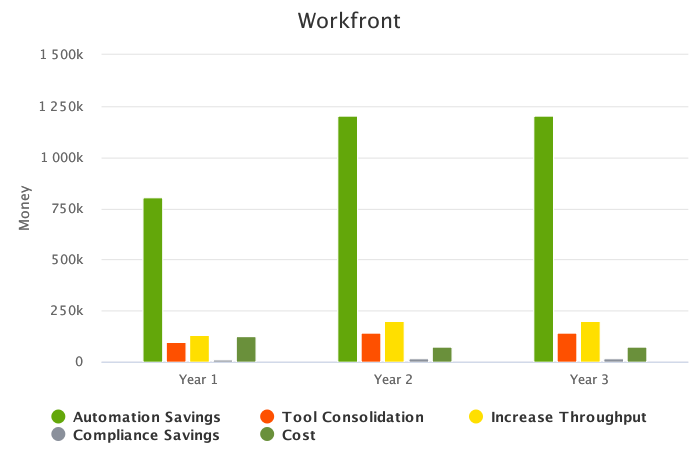 Workfront
1 500k
1 250k
1 000k
750k
500k
250k
0
Money
Year 1
Year 2
Year 3
Automation Savings
Tool Consolidation
Increase Throughput
Compliance Savings
Cost